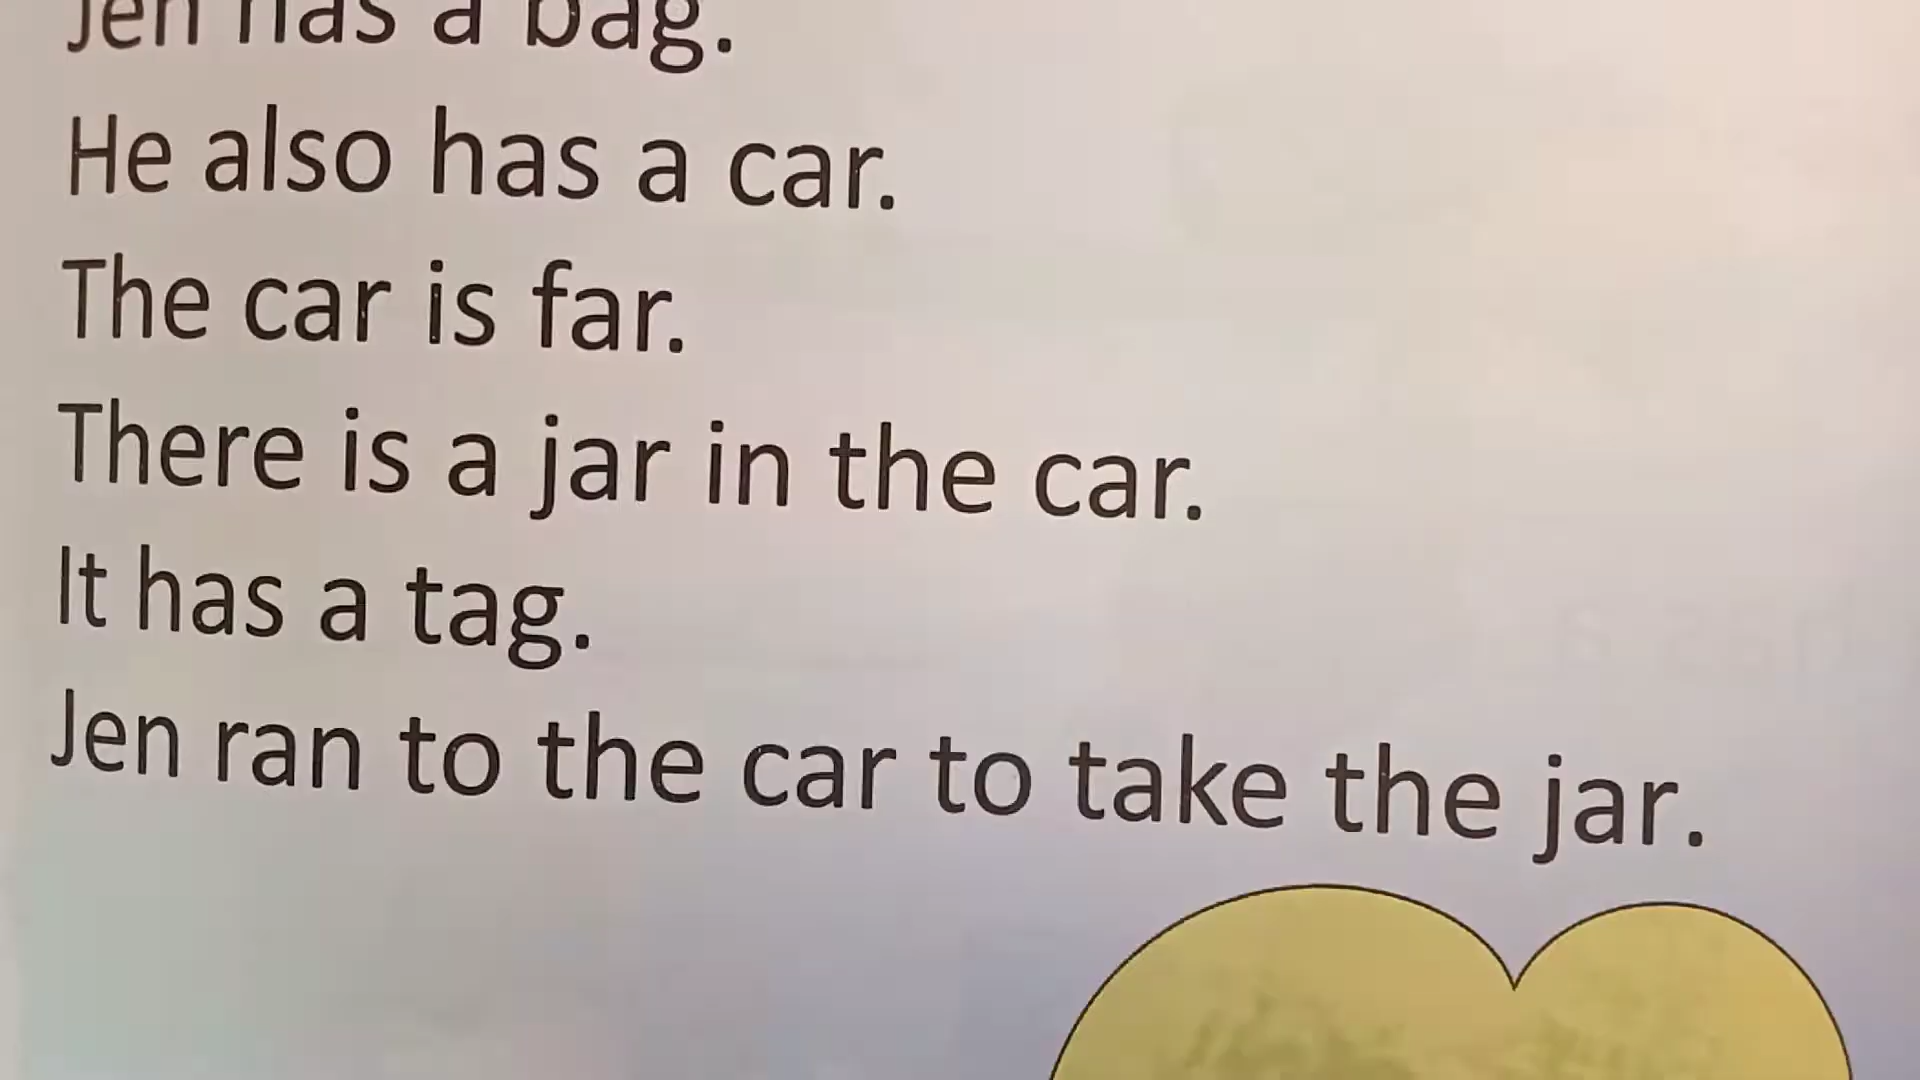 Jen has a bag.
He also has a car.
The car is far.
There is a jar in the car.
It has a tag.
Jen ran to the car to take the jar.